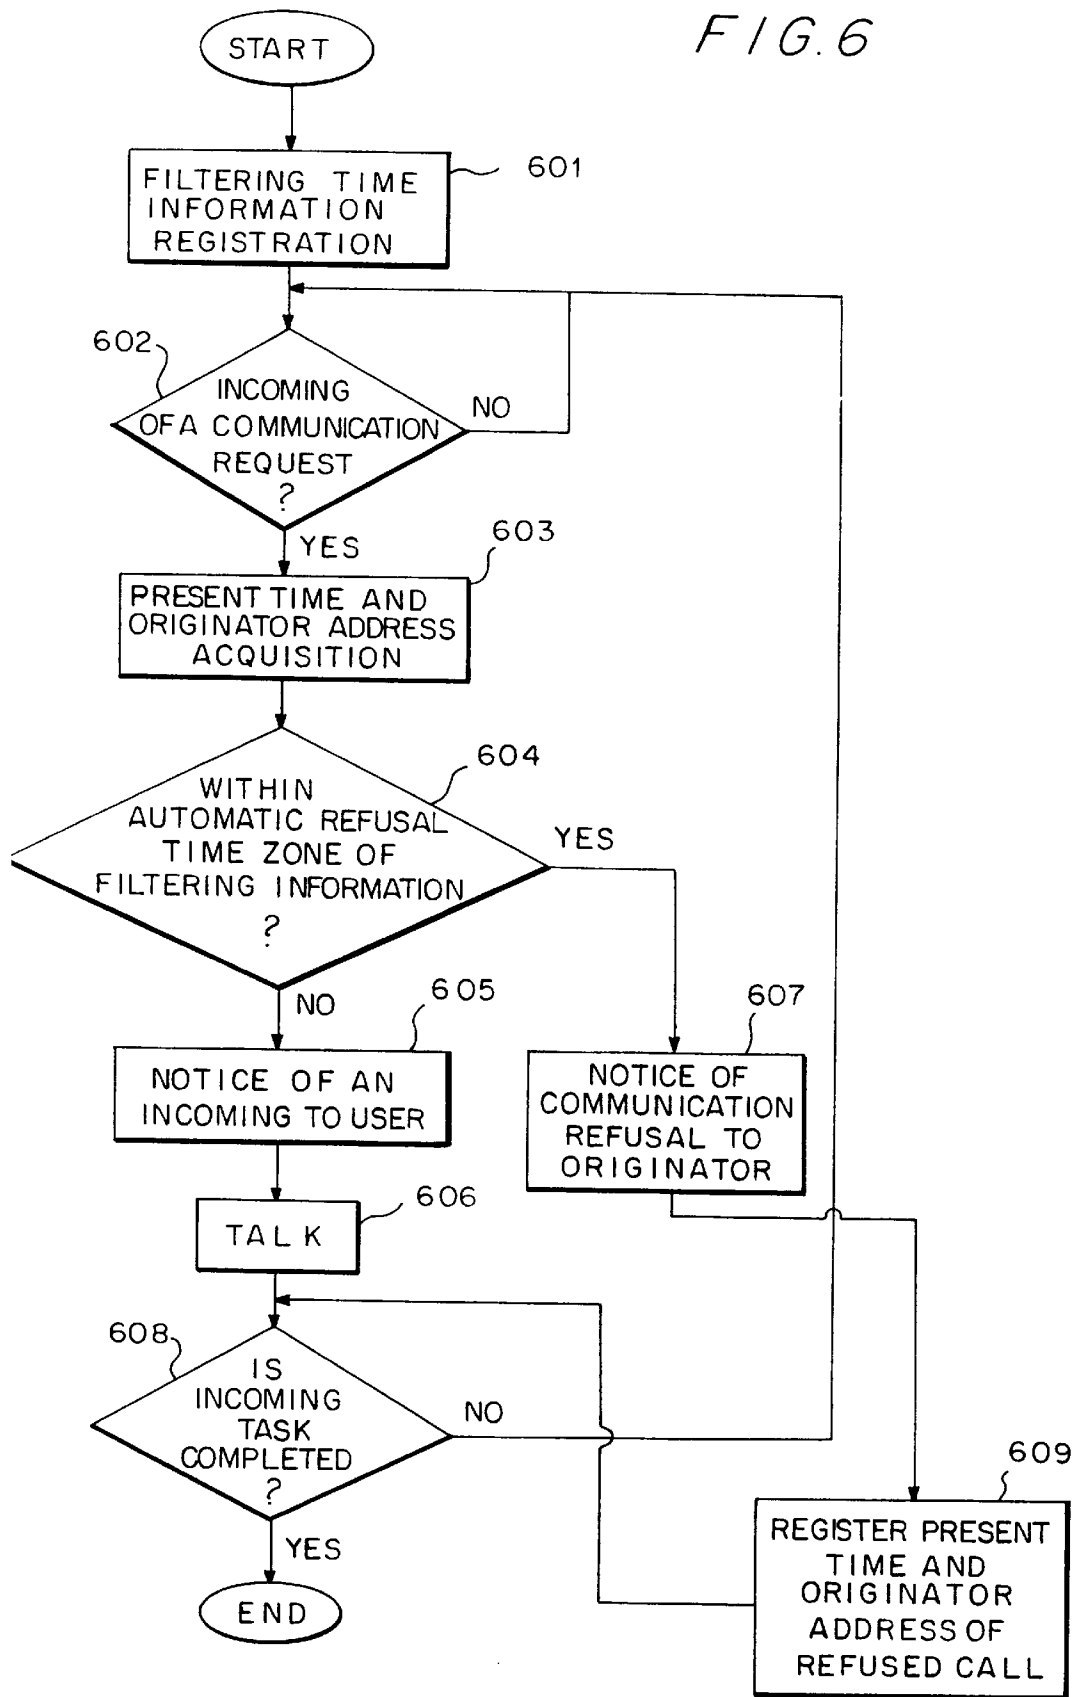 FIG.6
START
601
FILTERING TIME
INFORMATION
REGISTRATION
602
INCOMING
OF A COMMUNICATION
REQUEST
?
NO
YES
603
PRESENT TIME AND
ORIGINATOR ADDRESS
ACQUISITION
604
WITHIN
AUTOMATIC REFUSAL
TIME ZONE OF
FILTERING INFORMATION
?
YES
NO
605
NOTICE OF AN
INCOMING TO USER
607
NOTICE OF
COMMUNICATION
REFUSAL TO
ORIGINATOR
606
TALK
608
IS
INCOMING
TASK
COMPLETED
?
NO
YES
END
609
REGISTER PRESENT
TIME AND
ORIGINATOR
ADDRESS OF
REFUSED CALL